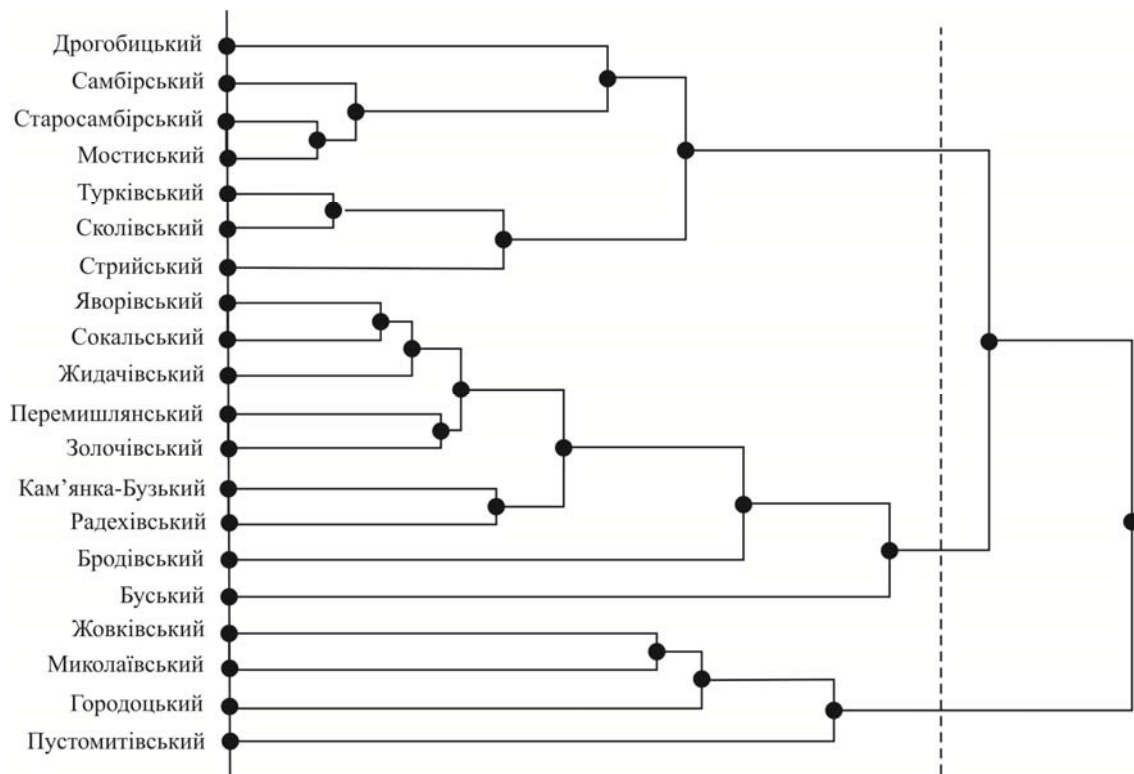 Дрогобицький
Самбірський
Старосамбірський
Мостиський
Турківський
Сколівський
Стрийський
Яворівський
Сокальський
Жидачівський
Перемишлянський
Золочівський
Кам’янка-Бузький
Радехівський
Бродівський
Буський
Жовківський
Миколаївський
Городоцький
Пустомитівський